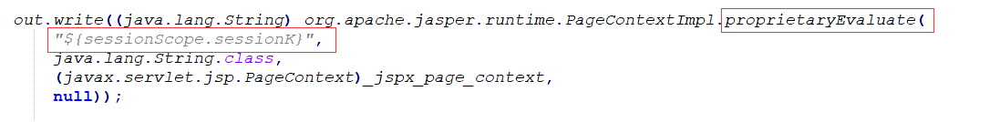 out.write((java.lang.String) org.apache.jasper.runtime.PageContextImpl.proprietaryEvaluate(
"${sessionScope.sessionK}",
java.lang.String.class,
(javax.servlet.jsp.PageContext)_jspx_page_context,
null));